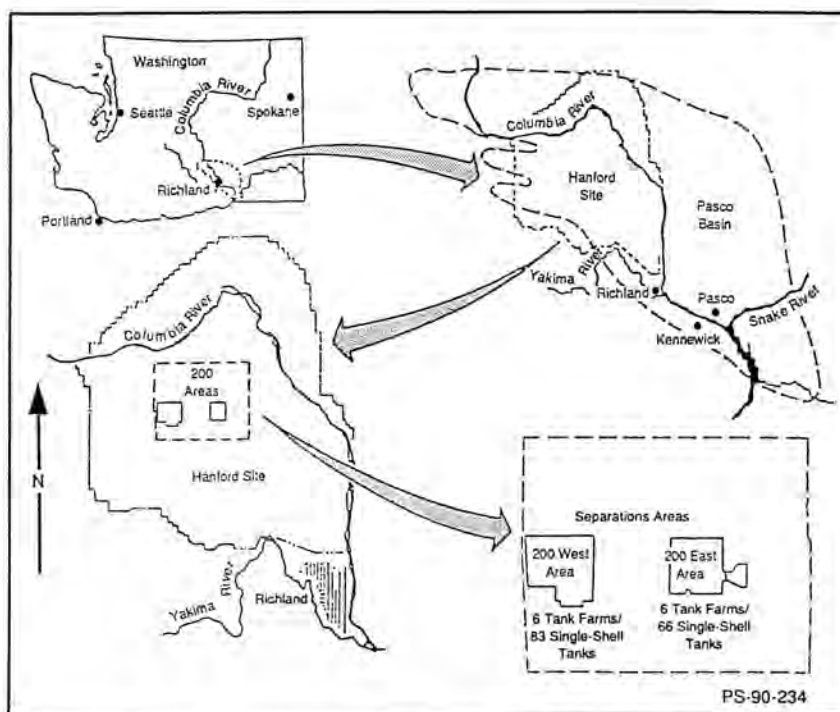 Washington
Columbia River
Seattle
Spokane
Richland
Portland
Columbia River
Hanford
Site
Pasco
Basin
Yakima River
Richland
Pasco
Snake River
Kennewick
Columbia River
200
Areas
N
Hanford Site
Yakima River
Richland
Separations Areas
200 West
Area
200 East
Area
6 Tank Farms/
83 Single-Shell
Tanks
6 Tank Farms/
66 Single-Shell
Tanks
PS-90-234